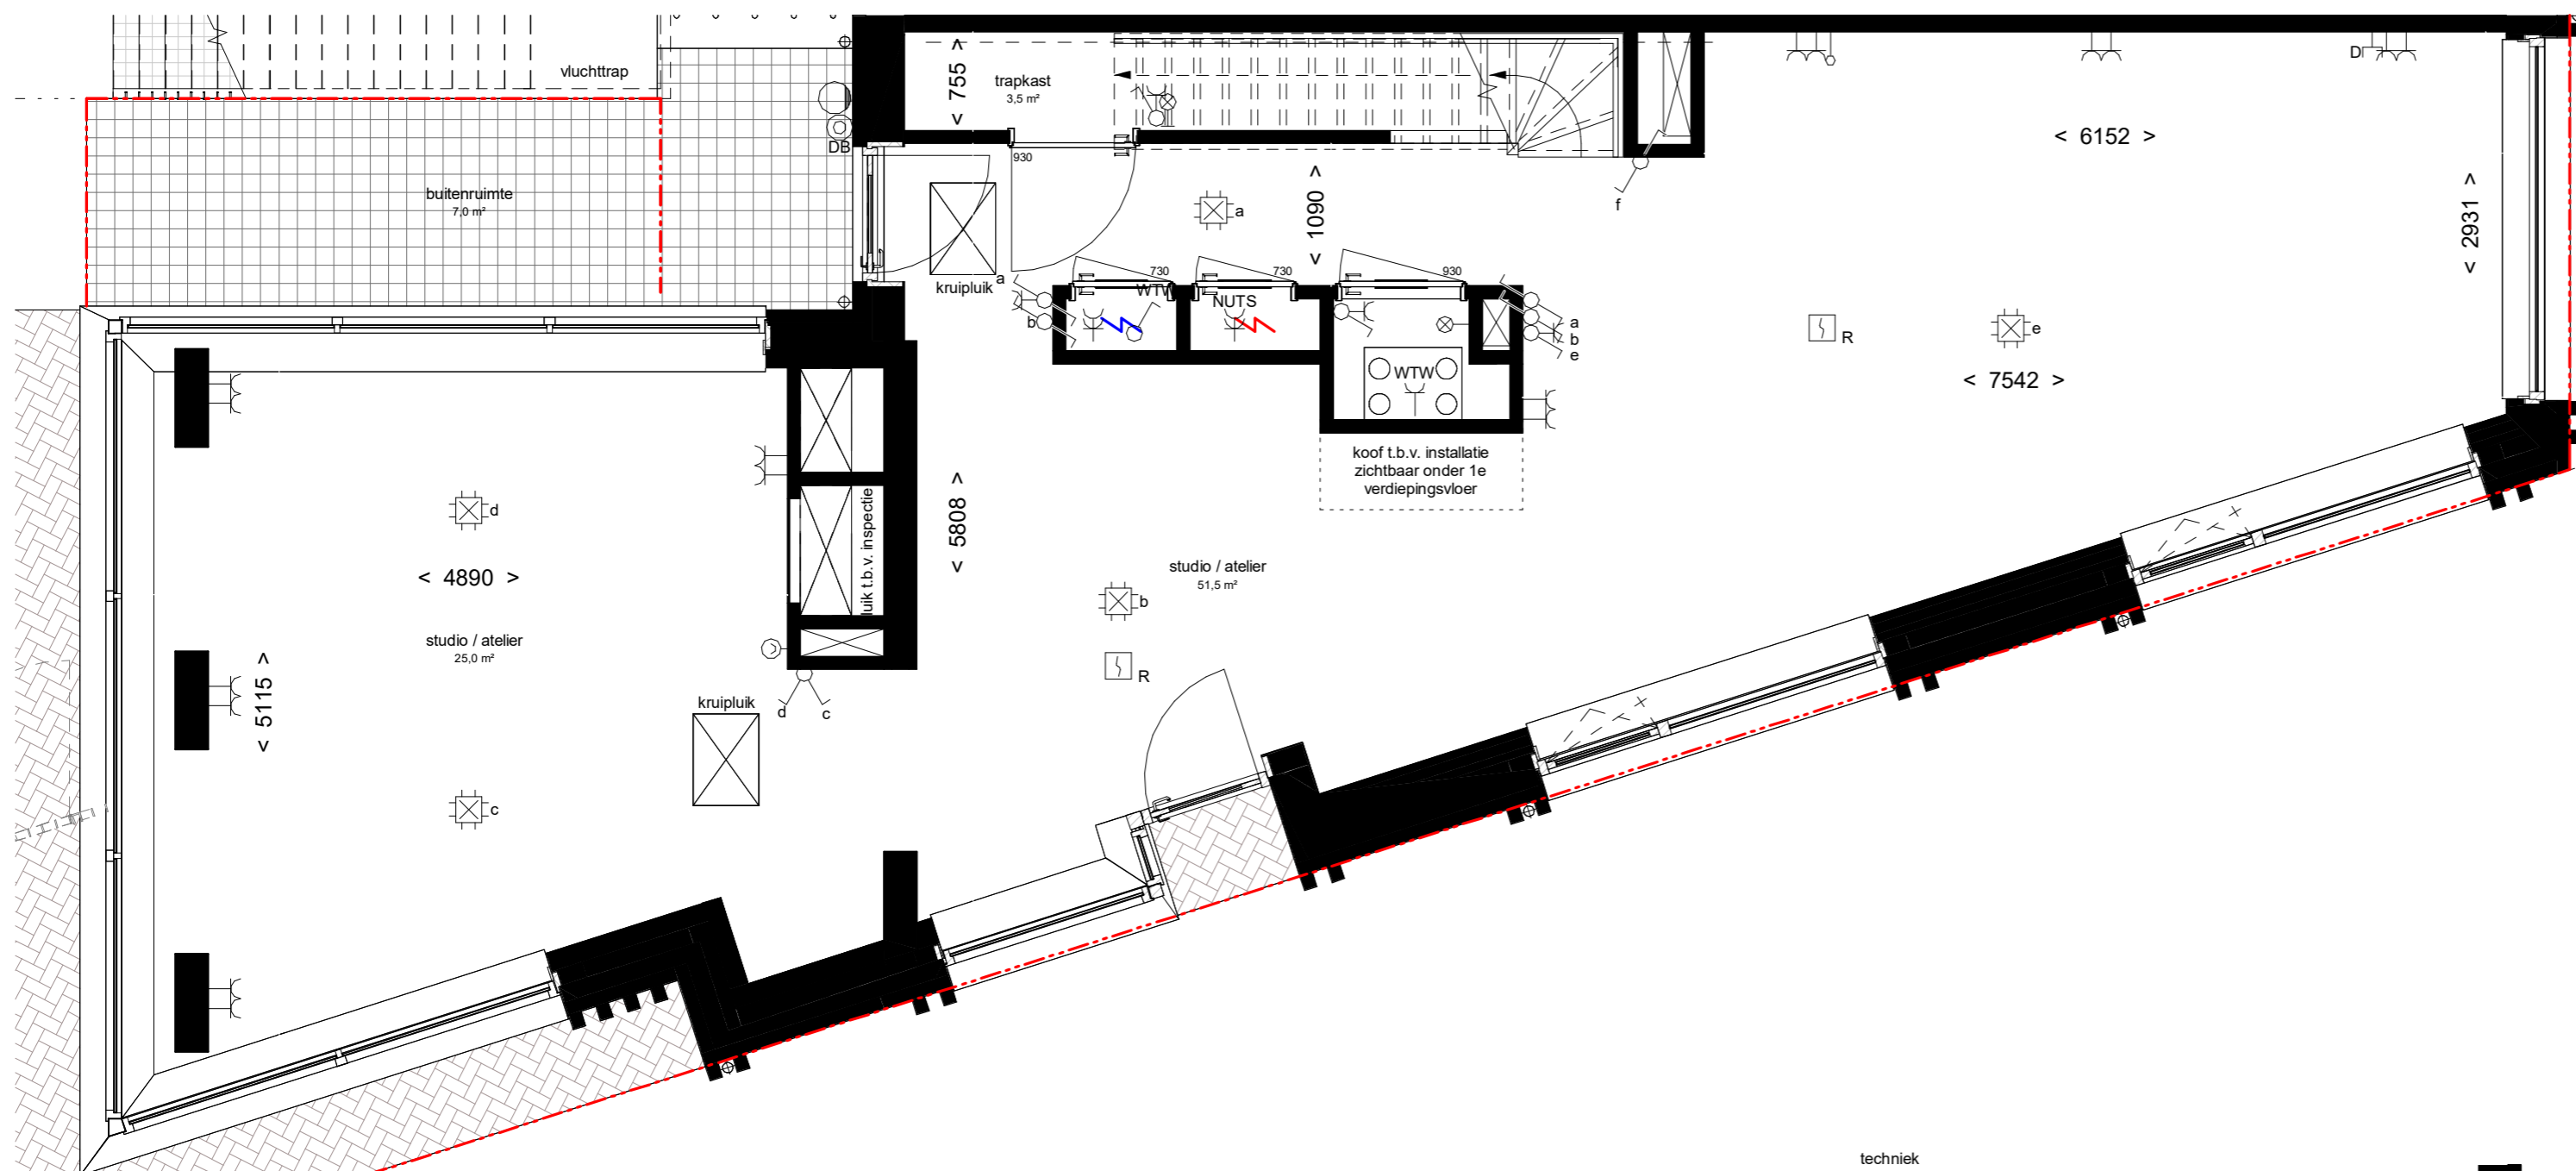 vluchttrap
trapkast
3,5 m²
< 755 >
DB
930
buitenruimte
7,0 m²
< 6152 >
D
f
< 1090 >
a
< 2931 >
kruipluik
a
b
730
WTW
730
NUTS
930
a
b
e
R
e
WTW
< 7542 >
koof t.b.v. installatie
zichtbaar onder 1e
verdiepingsvloer
d
luik t.b.v. inspectie
< 5808 >
< 4890 >
studio / atelier
51,5 m²
b
studio / atelier
25,0 m²
R
< 5115 >
kruipluik
d
c
c
techniek